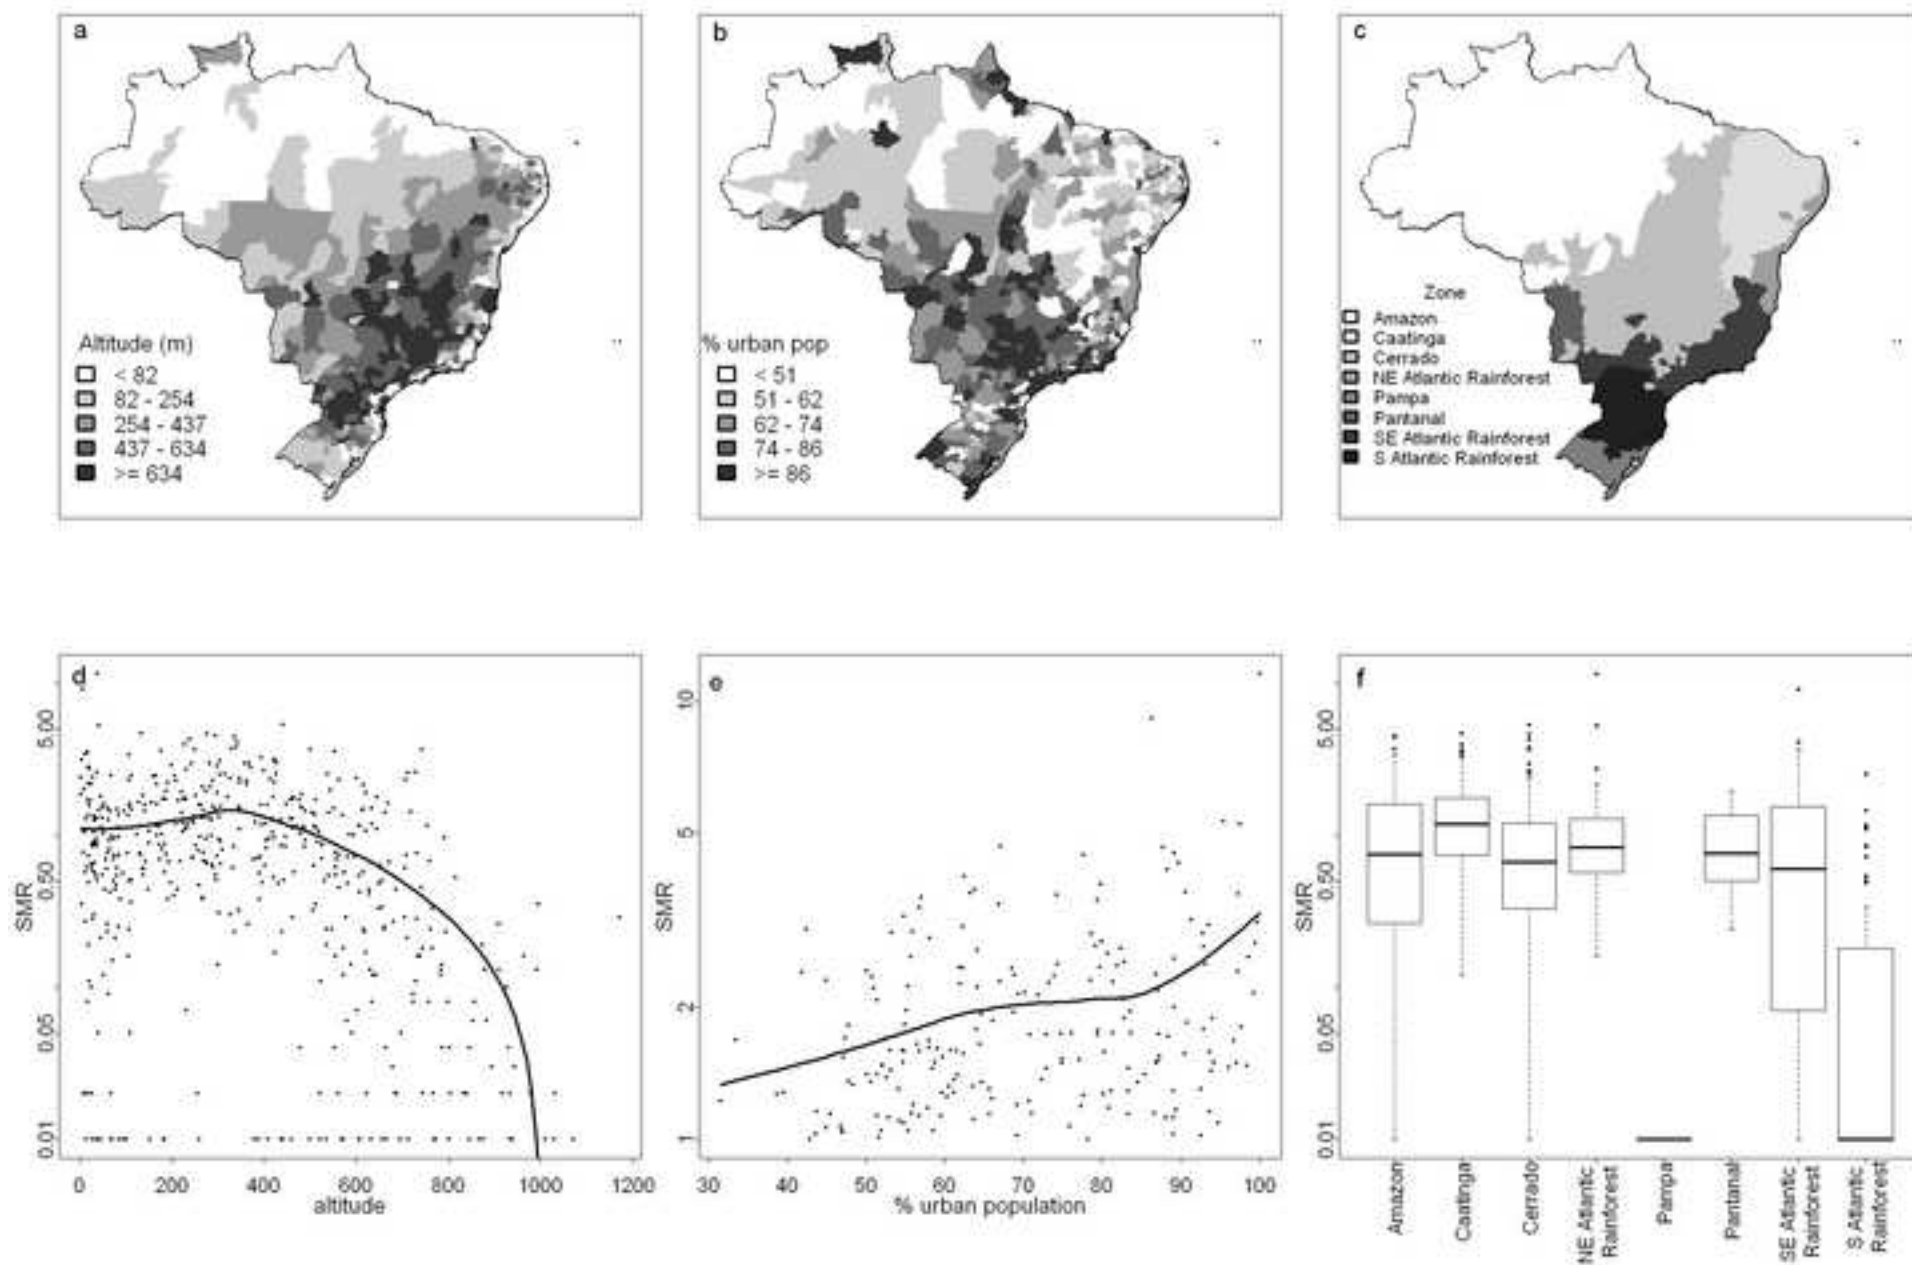 a
Altitude (m)
< 82
82 - 254
254 - 437
437 - 634
>= 634
b
% urban pop
< 51
51 - 62
62 - 74
74 - 86
>= 86
c
Zone
Amazon
Caatinga
Cerrado
NE Atlantic Rainforest
Pampa
Pantanal
SE Atlantic Rainforest
S Atlantic Rainforest
d
SMR
5.00
0.50
0.05
0.01
0 200 400 600 800 1000 1200
altitude
e
SMR
10
5
2
1
30 40 50 60 70 80 90 100
% urban population
f
SMR
5.00
0.50
0.05
0.01
Amazon
Caatinga
Cerrado
NE Atlantic
Rainforest
Pampa
Pantanal
SE Atlantic
Rainforest
S Atlantic
Rainforest